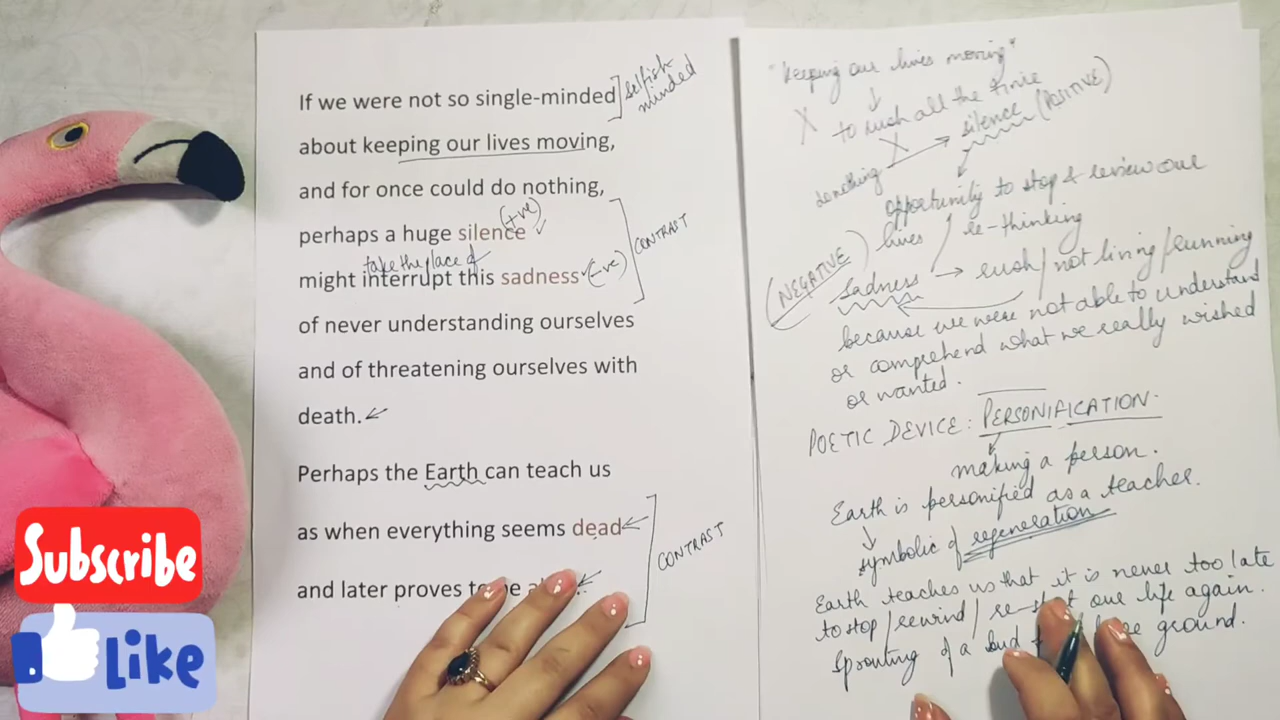 If we were not so single-minded
about keeping our lives moving,
and for once could do nothing,
perhaps a huge silence
might interrupt this sadness
of never understanding ourselves
and of threatening ourselves with
death.
Perhaps the Earth can teach us
as when everything seems dead
and later proves to be
selfish
minded
(+ve)
take the place of
(-ve)
CONTRAST
CONTRAST
"keeping our lives moving"
X to rush all the time
X
something silence (POSITIVE)
opportunity to stop & review our
lives / re-thinking
(NEGATIVE)
sadness → rush/not living/running
because we were not able to understand
or comprehend what we really wished
or wanted.
POETIC DEVICE: PERSONIFICATION.
making a person.
Earth is personified as a teacher.
symbolic of regeneration
Earth teaches us that it is never too late
to stop/rewind/re-start our life again.
Sprouting of a bud ground.
Subscribe
Like